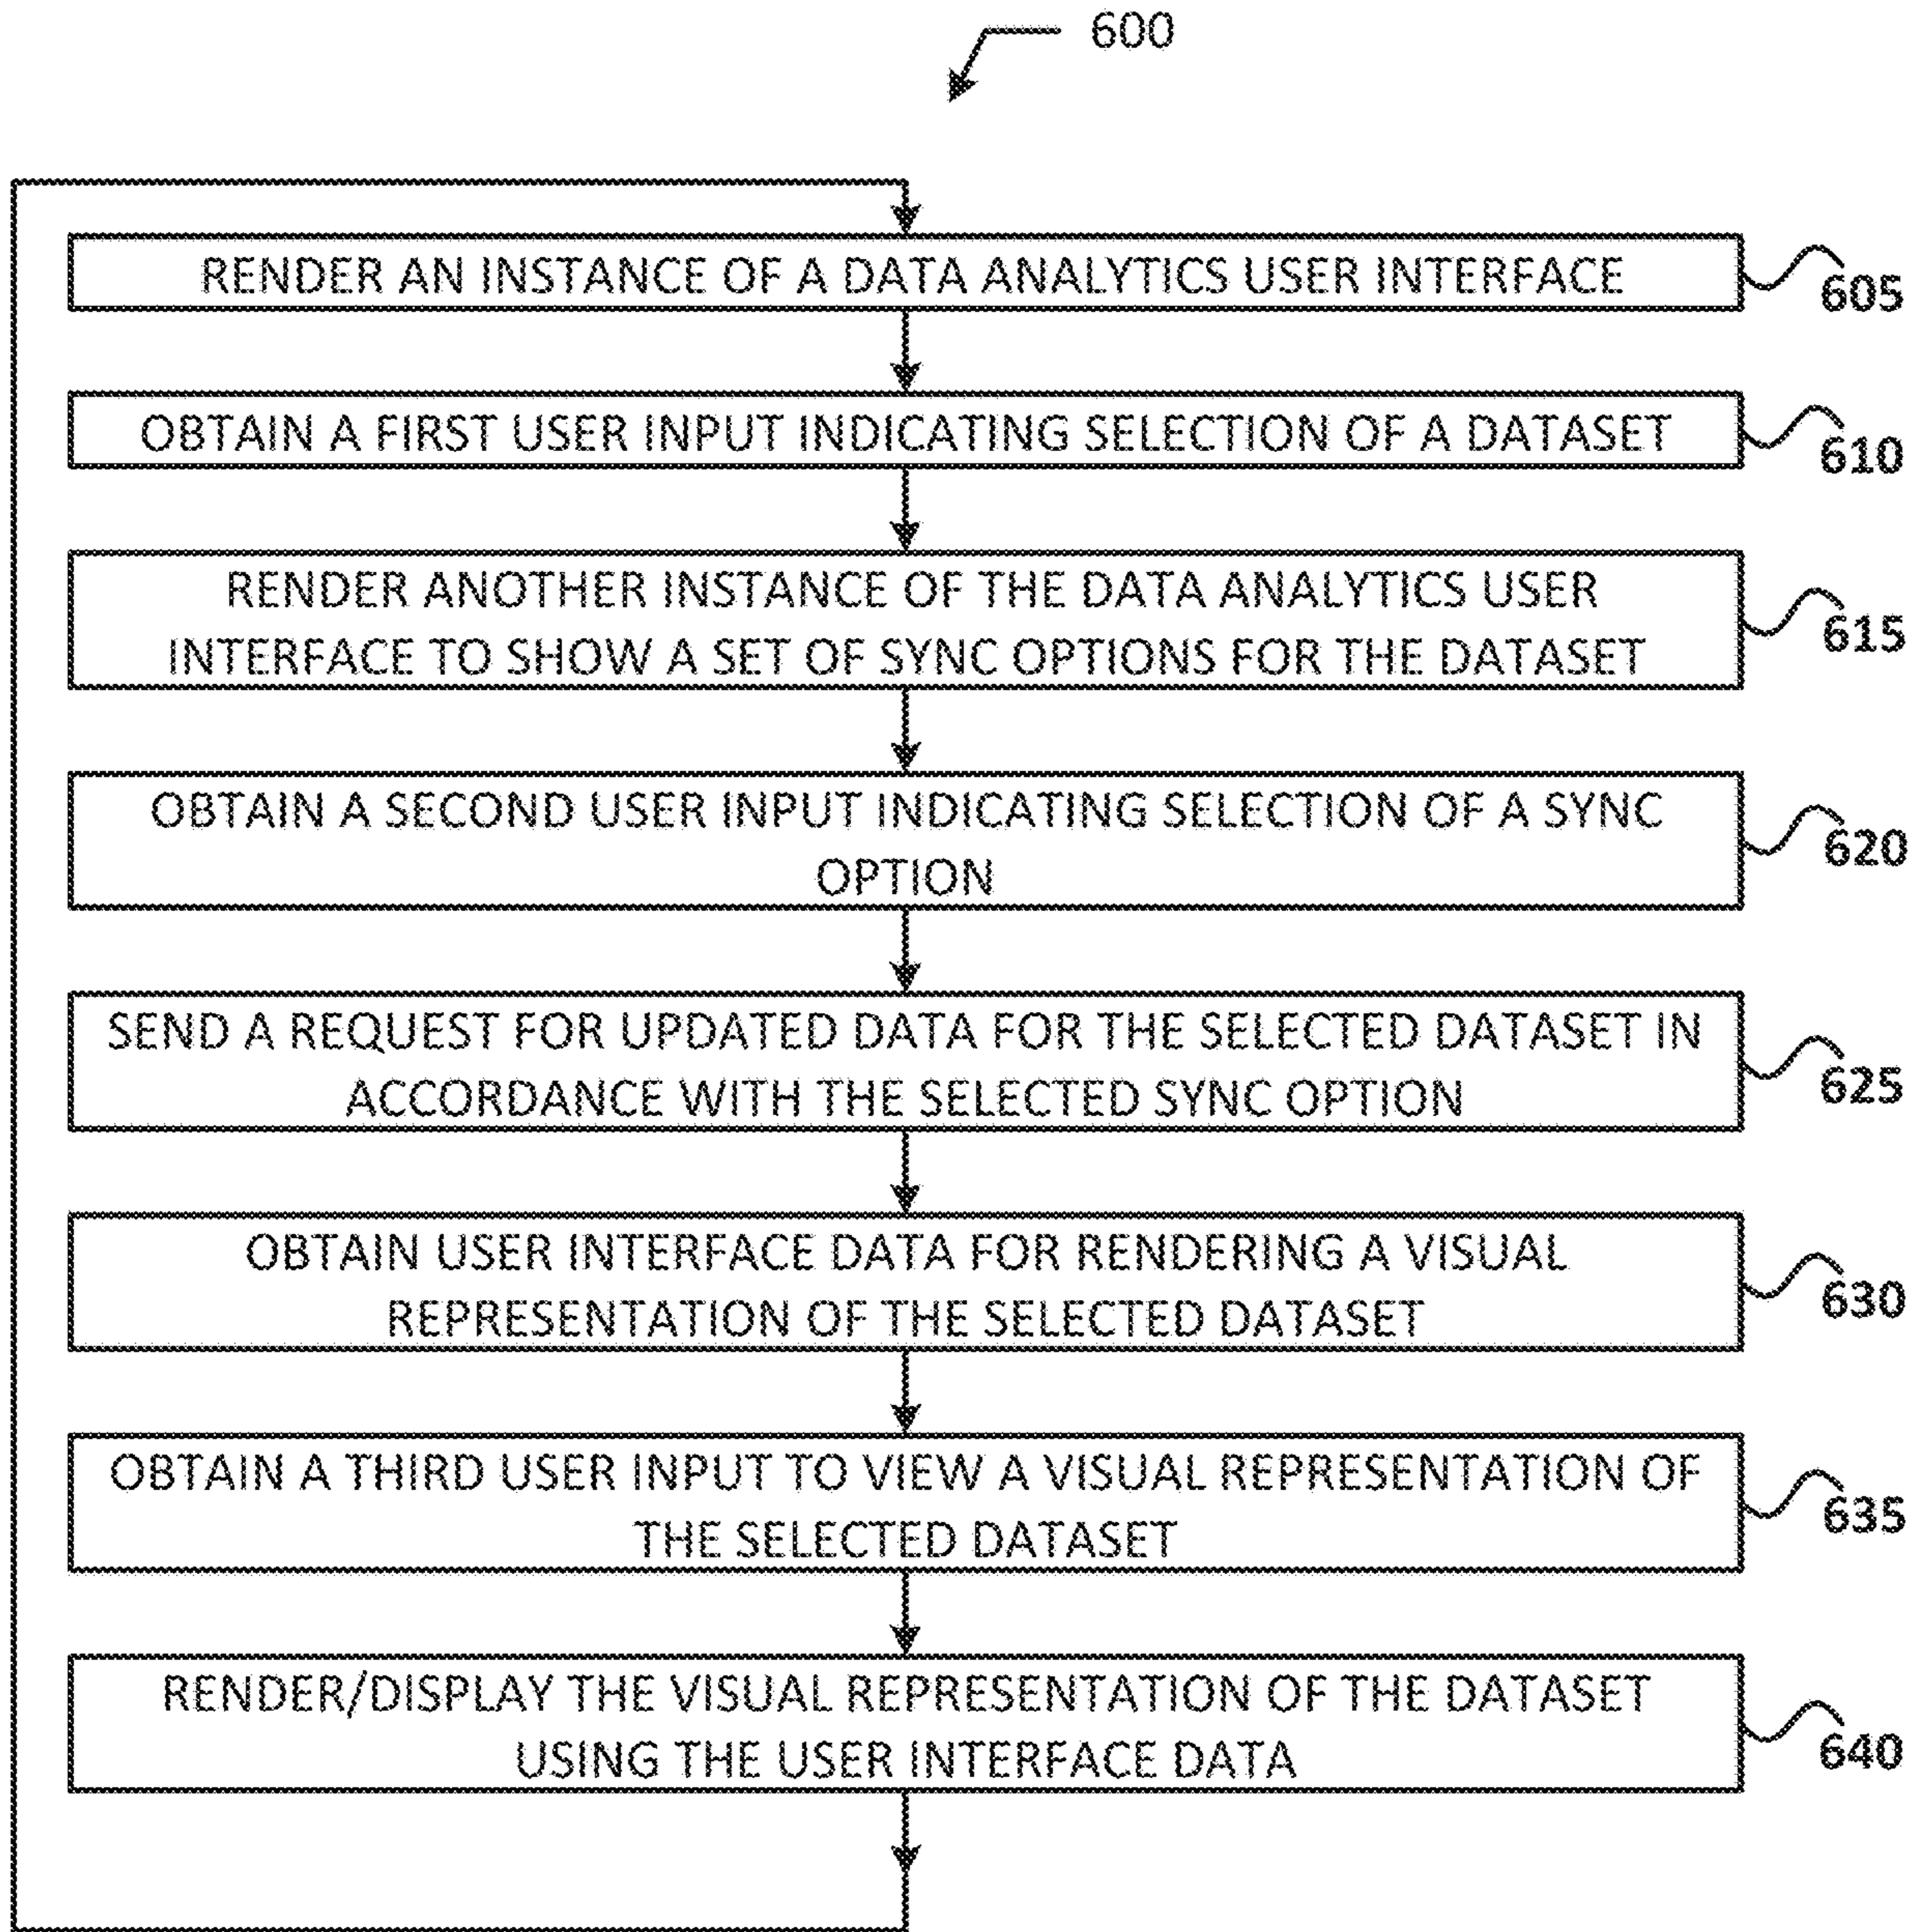 600
RENDER AN INSTANCE OF A DATA ANALYTICS USER INTERFACE
605
OBTAIN A FIRST USER INPUT INDICATING SELECTION OF A DATASET
610
RENDER ANOTHER INSTANCE OF THE DATA ANALYTICS USER
INTERFACE TO SHOW A SET OF SYNC OPTIONS FOR THE DATASET
615
OBTAIN A SECOND USER INPUT INDICATING SELECTION OF A SYNC
OPTION
620
SEND A REQUEST FOR UPDATED DATA FOR THE SELECTED DATASET IN
ACCORDANCE WITH THE SELECTED SYNC OPTION
625
OBTAIN USER INTERFACE DATA FOR RENDERING A VISUAL
REPRESENTATION OF THE SELECTED DATASET
630
OBTAIN A THIRD USER INPUT TO VIEW A VISUAL REPRESENTATION OF
THE SELECTED DATASET
635
RENDER/DISPLAY THE VISUAL REPRESENTATION OF THE DATASET
USING THE USER INTERFACE DATA
640